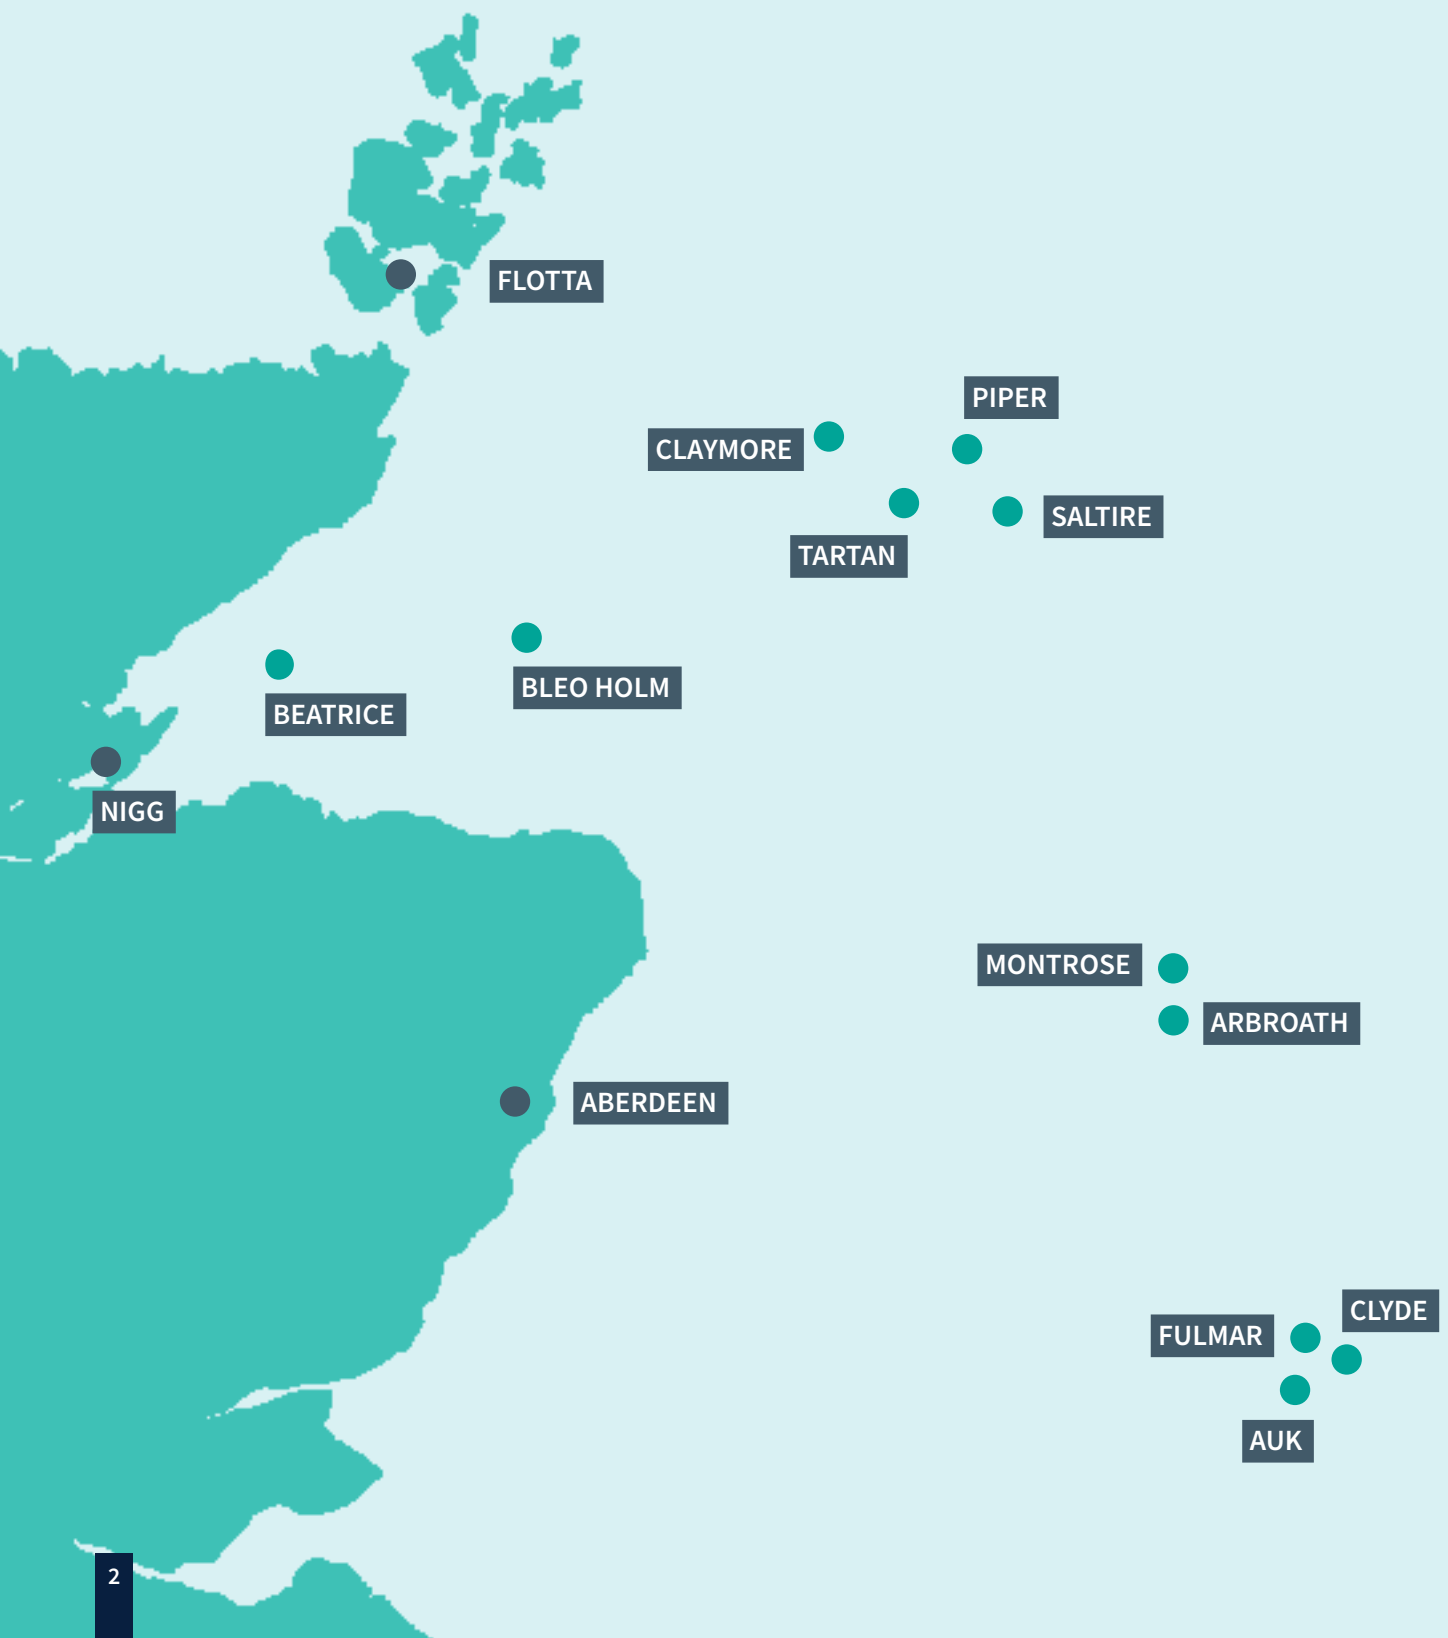 FLOTTA
PIPER
CLAYMORE
SALTIRE
TARTAN
BLEO HOLM
BEATRICE
NIGG
MONTROSE
ARBROATH
ABERDEEN
CLYDE
FULMAR
AUK
2